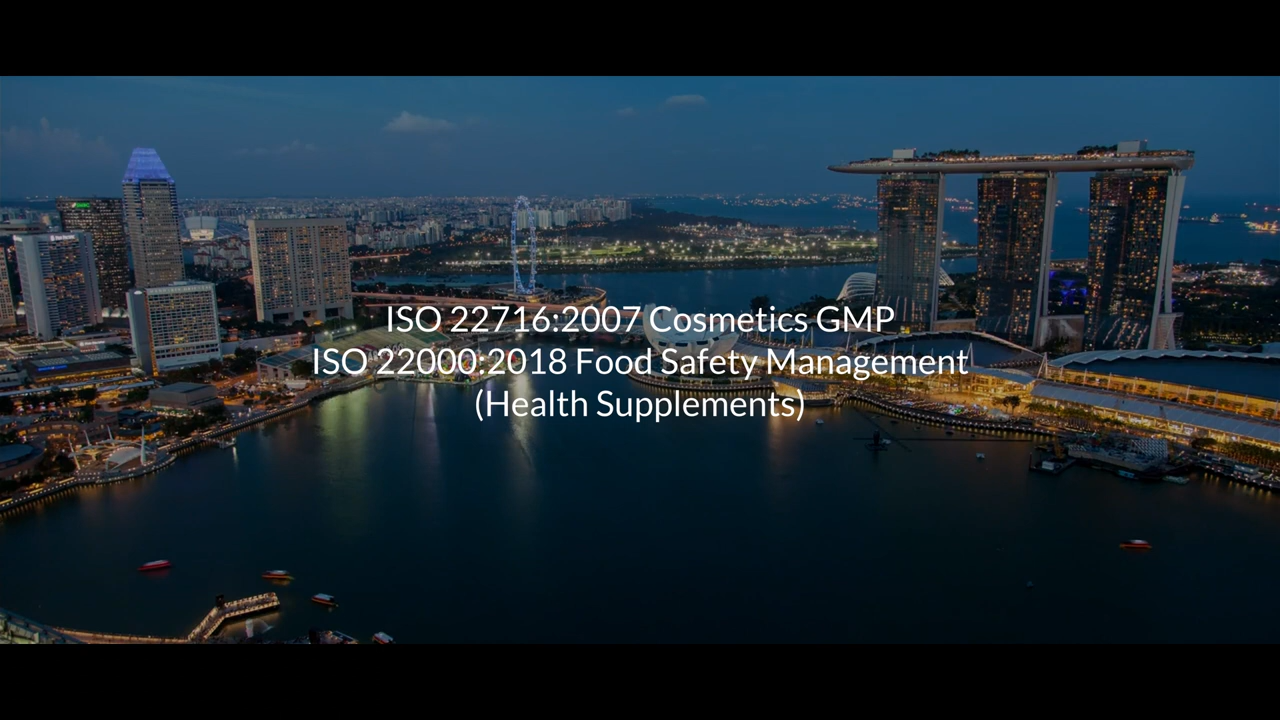 ISO 22716:2007 Cosmetics GMP
ISO 22000:2018 Food Safety Management
(Health Supplements)